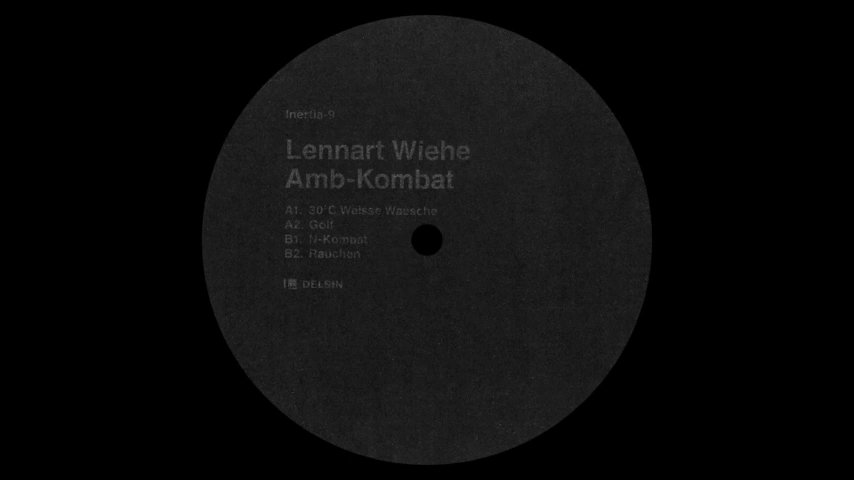 Inertia-9
Lennart Wiehe
Amb-Kombat
A1. 30°C Weisse Waesche
A2. Golf
B1. N-Kombat
B2. Rauchen
DELSIN